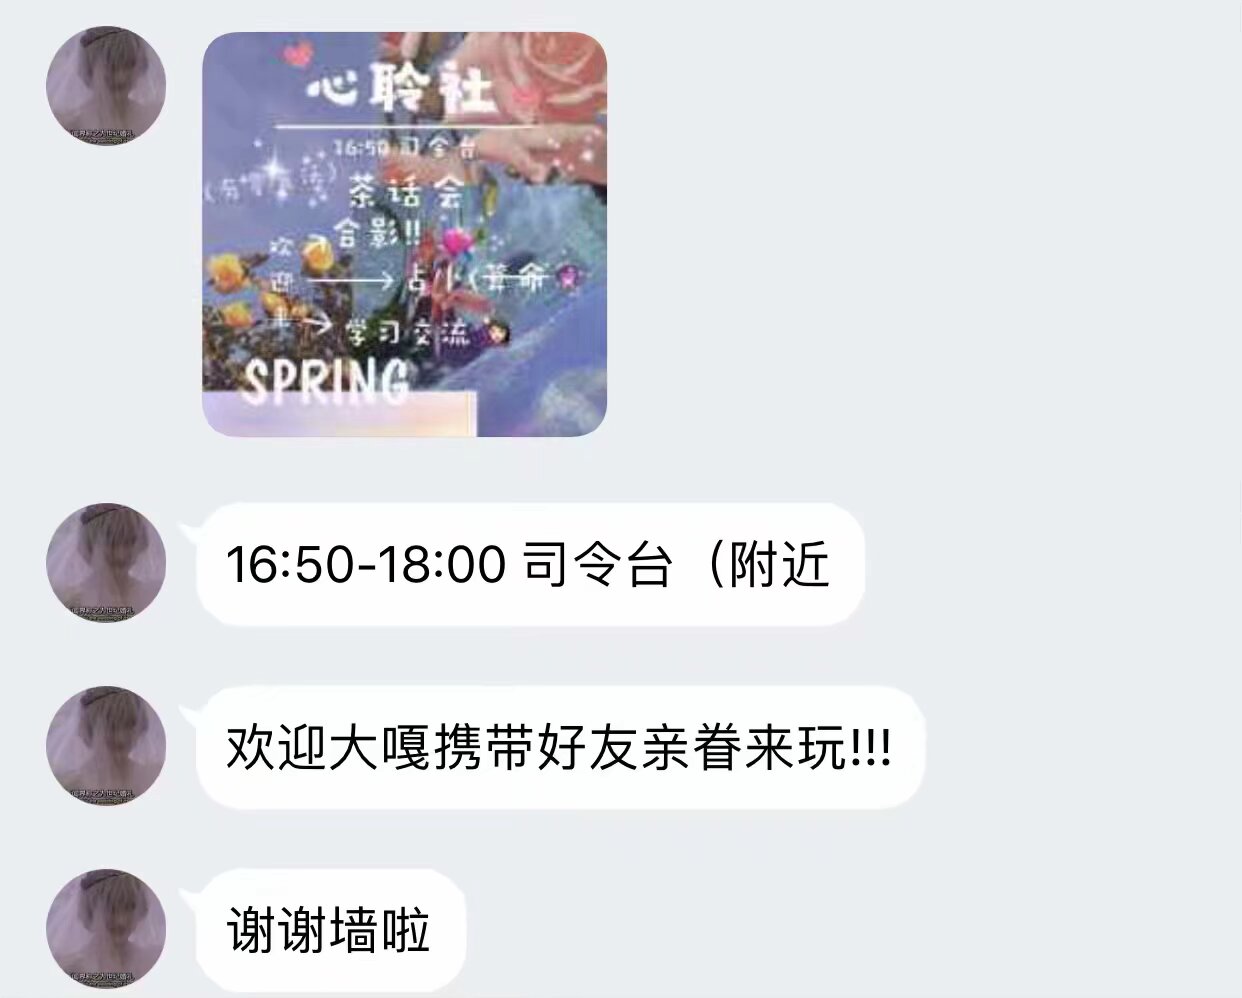 心聆社
16:50 司令台
茶话会
合影!!
欢迎来
占卜(算命
学习交流
SPRING
16:50-18:00 司令台（附近
欢迎大嘎携带好友亲眷来玩!!!
谢谢墙啦